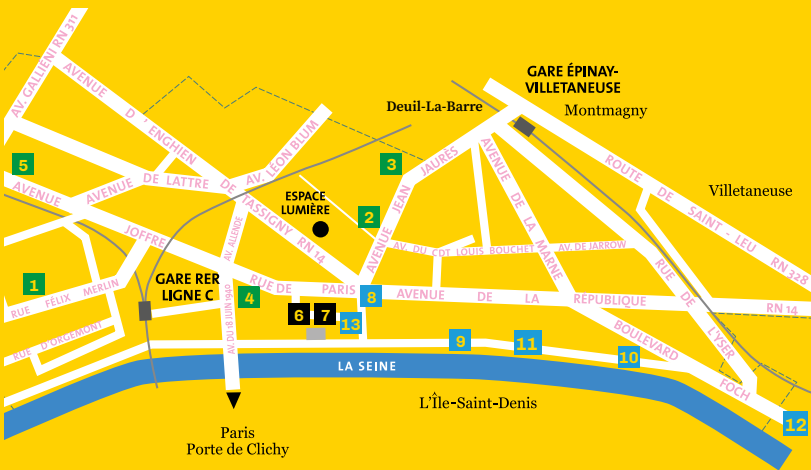 AV. GALLIENI RN 311
AVENUE D'ENGHIEN
GARE ÉPINAY-
VILLETANEUSE
Montmagny
Deuil-La-Barre
5
AVENUE
AVENUE DE LATTRE DE TASSIGNY RN 14
AV. LEON BLUM
3
AVENUE JEAN JAURÈS
AVENUE DE LA MARNE
ROUTE DE SAINT - LEU RN 328
Villetaneuse
ESPACE
LUMIÈRE
2
JOFFRE
AV. ALLENDE
AV. DU CDT LOUIS BOUCHET
AV. DE JARROW
1
RUE FÉLIX MERLIN
GARE RER
LIGNE C
4
RUE DE PARIS
8
AVENUE DE LA RÉPUBLIQUE
RN 14
RUE DE L'YSER
6
7
13
AV. DU 18 JUIN 1940
RUE D'ORGEMONT
9
11
10
BOULEVARD FOCH
LA SEINE
L'Île-Saint-Denis
12
Paris
Porte de Clichy